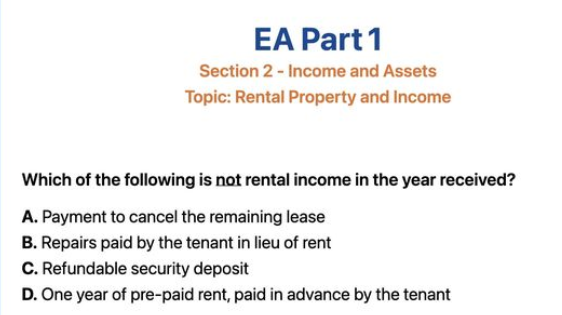 EA Part 1
Section 2 - Income and Assets
Topic: Rental Property and Income
Which of the following is not rental income in the year received?
A. Payment to cancel the remaining lease
B. Repairs paid by the tenant in lieu of rent
C. Refundable security deposit
D. One year of pre-paid rent, paid in advance by the tenant